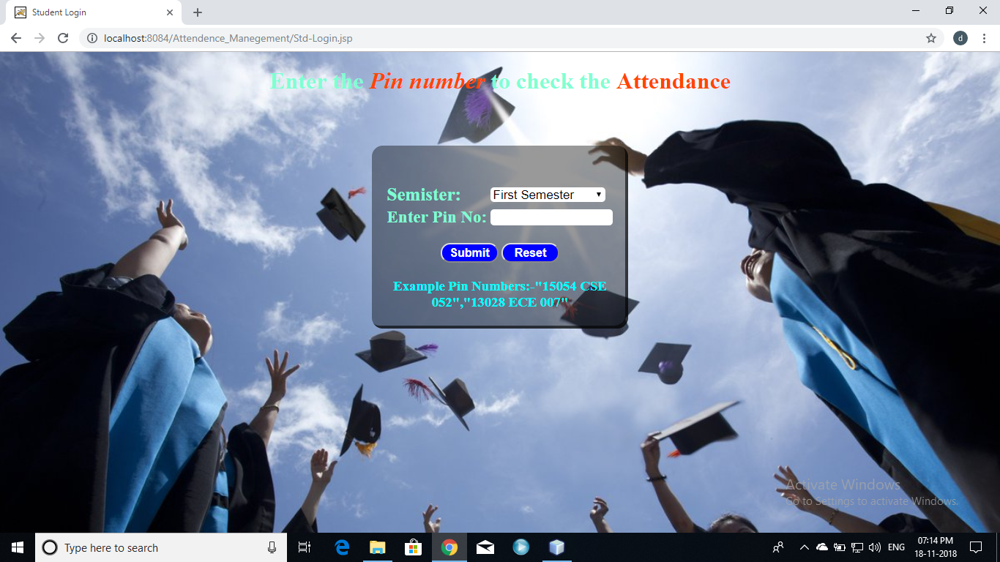 Student Login
localhost:8084/Attendence_Manegement/Std-Login.jsp
d
Enter the Pin number to check the Attendance
Semister: First Semester
Enter Pin No:
Submit Reset
Example Pin Numbers:-"15054 CSE
052","13028 ECE 007"
Activate Windows
Go to Settings to activate Windows.
Type here to search
ENG
07:14 PM
18-11-2018